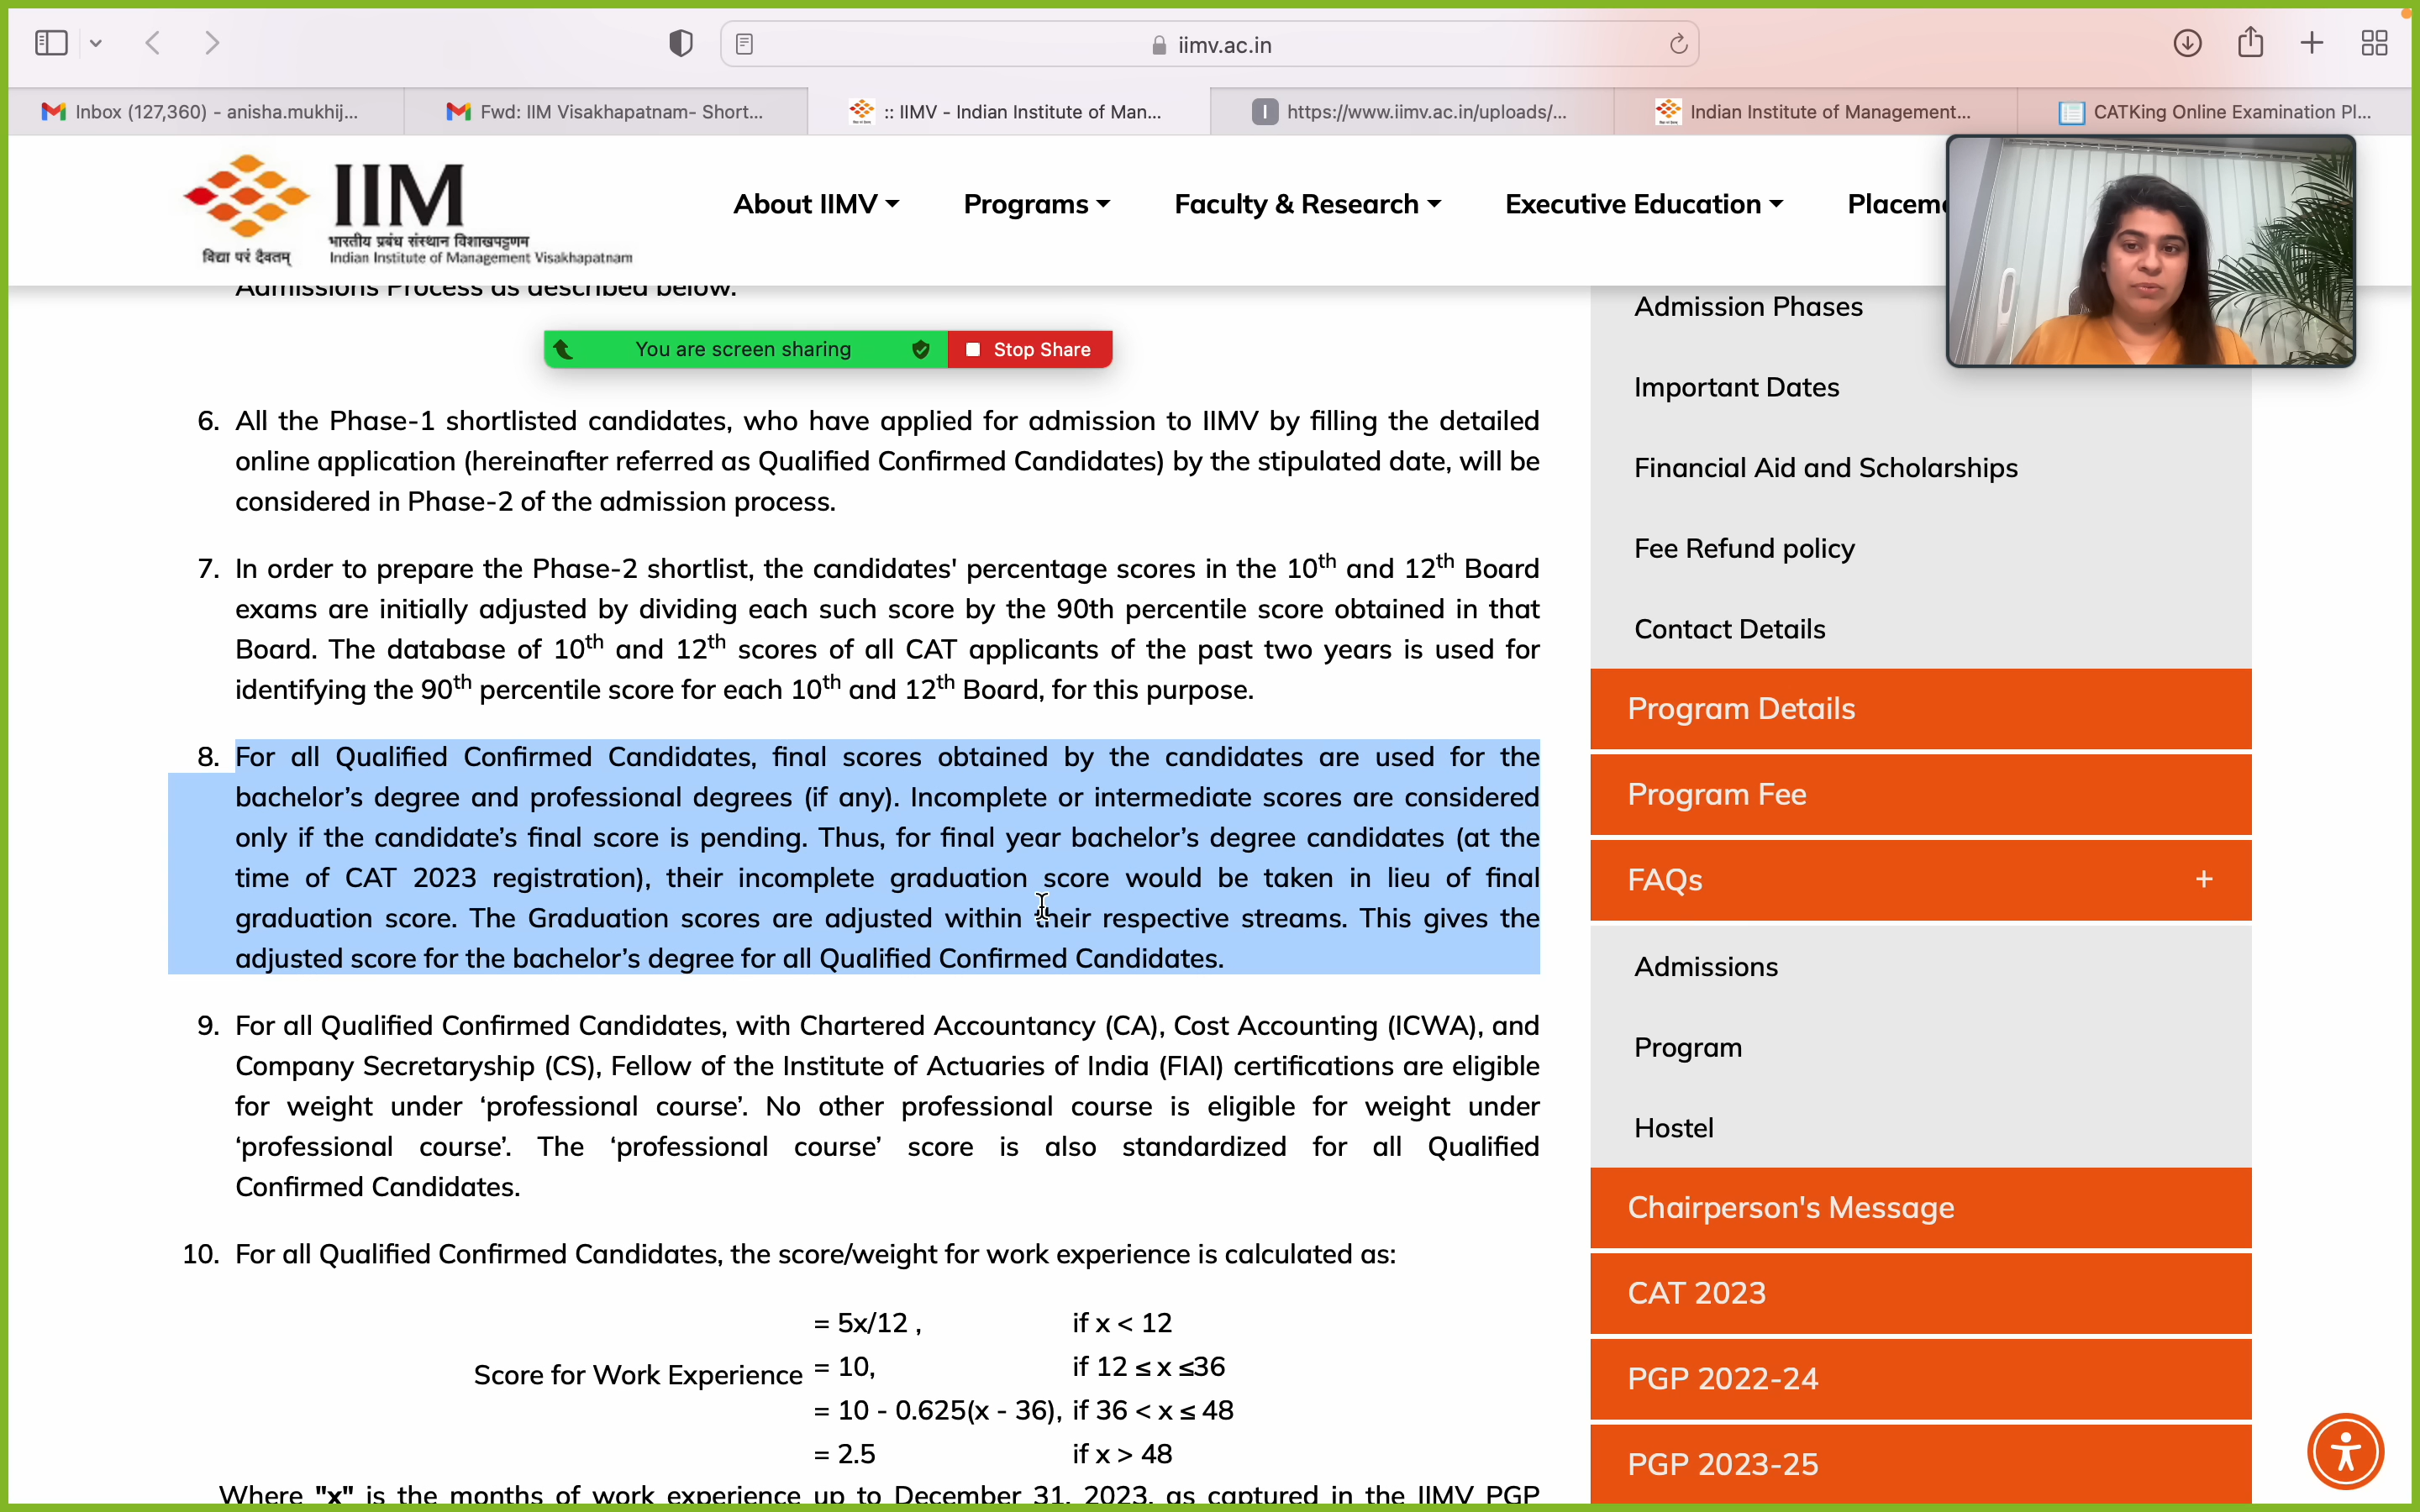 iimv.ac.in
Inbox (127,360) - anisha.mukhij...
Fwd: IIM Visakhapatnam- Short...
:: IIMV - Indian Institute of Man...
I
https://www.iimv.ac.in/uploads/...
Indian Institute of Management...
CATKing Online Examination Pl...
IIM
भारतीय प्रबंध संस्थान विशाखपट्टणम
विद्या परं दैवतम्
Indian Institute of Management Visakhapatnam
About IIMV
Programs
Faculty & Research
Executive Education
Placem
Admissions Process as described below.
You are screen sharing
Stop Share
6. All the Phase-1 shortlisted candidates, who have applied for admission to IIMV by filling the detailed
online application (hereinafter referred as Qualified Confirmed Candidates) by the stipulated date, will be
considered in Phase-2 of the admission process.
7. In order to prepare the Phase-2 shortlist, the candidates' percentage scores in the 10th and 12th Board
exams are initially adjusted by dividing each such score by the 90th percentile score obtained in that
Board. The database of 10th and 12th scores of all CAT applicants of the past two years is used for
identifying the 90th percentile score for each 10th and 12th Board, for this purpose.
8. For all Qualified Confirmed Candidates, final scores obtained by the candidates are used for the
bachelor’s degree and professional degrees (if any). Incomplete or intermediate scores are considered
only if the candidate’s final score is pending. Thus, for final year bachelor’s degree candidates (at the
time of CAT 2023 registration), their incomplete graduation score would be taken in lieu of final
graduation score. The Graduation scores are adjusted within their respective streams. This gives the
adjusted score for the bachelor’s degree for all Qualified Confirmed Candidates.
9. For all Qualified Confirmed Candidates, with Chartered Accountancy (CA), Cost Accounting (ICWA), and
Company Secretaryship (CS), Fellow of the Institute of Actuaries of India (FIAI) certifications are eligible
for weight under ‘professional course’. No other professional course is eligible for weight under
‘professional course’. The ‘professional course’ score is also standardized for all Qualified
Confirmed Candidates.
10. For all Qualified Confirmed Candidates, the score/weight for work experience is calculated as:
= 5x/12 , if x < 12
Score for Work Experience
= 10, if 12 ≤ x ≤36
= 10 - 0.625(x - 36), if 36 < x ≤ 48
= 2.5 if x > 48
Where "x" is the months of work experience up to December 31, 2023, as captured in the IIMV PGP
Admission Phases
Important Dates
Financial Aid and Scholarships
Fee Refund policy
Contact Details
Program Details
Program Fee
FAQs +
Admissions
Program
Hostel
Chairperson's Message
CAT 2023
PGP 2022-24
PGP 2023-25